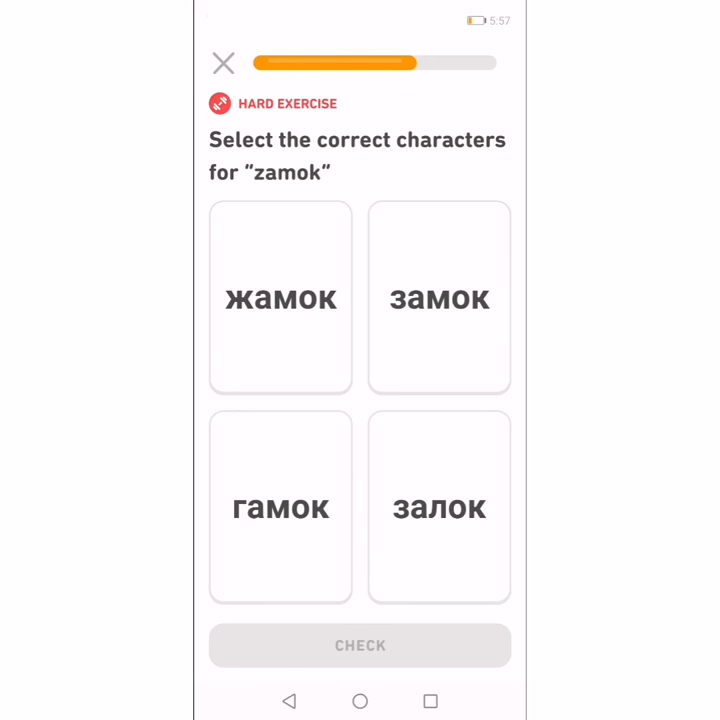 5:57
HARD EXERCISE
Select the correct characters
for “zamok“
жамок
замок
гамок
залок
CHECK